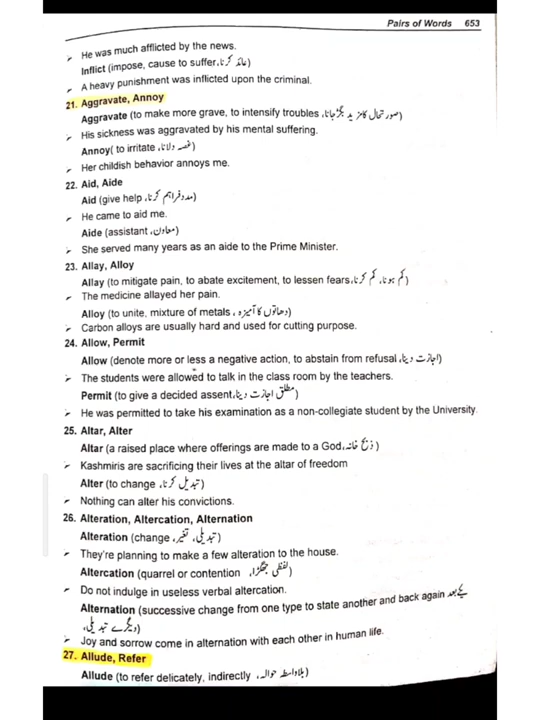 Pairs of Words 653
➢ He was much afflicted by the news.
Inflict (impose, cause to suffer, عائد کرنا)
➢ A heavy punishment was inflicted upon the criminal.
21. Aggravate, Annoy
Aggravate (to make more grave, to intensify troubles, صورتحال کا مزید بگڑ جانا)
➢ His sickness was aggravated by his mental suffering.
Annoy( to irritate, غصہ دلانا)
➢ Her childish behavior annoys me.
22. Aid, Aide
Aid (give help, مدد فراہم کرنا)
➢ He came to aid me.
Aide (assistant, معاون)
➢ She served many years as an aide to the Prime Minister.
23. Allay, Alloy
Allay (to mitigate pain, to abate excitement, to lessen fears, کم ہونا, کم کرنا)
➢ The medicine allayed her pain.
Alloy (to unite, mixture of metals, دھاتوں کا آمیزہ)
➢ Carbon alloys are usually hard and used for cutting purpose.
24. Allow, Permit
Allow (denote more or less a negative action, to abstain from refusal, اجازت دینا)
➢ The students were allowed to talk in the class room by the teachers.
Permit (to give a decided assent, مطلق اجازت دینا)
➢ He was permitted to take his examination as a non-collegiate student by the University.
25. Altar, Alter
Altar (a raised place where offerings are made to a God, ذبح خانہ)
➢ Kashmiris are sacrificing their lives at the altar of freedom
Alter (to change, تبدیل کرنا)
➢ Nothing can alter his convictions.
26. Alteration, Altercation, Alternation
Alteration (change, تبدیلی, تغیر)
➢ They're planning to make a few alteration to the house.
Altercation (quarrel or contention, لفظی جھگڑا)
➢ Do not indulge in useless verbal altercation.
Alternation (successive change from one type to state another and back again یکے بعد
دیگرے تبدیلی)
➢ Joy and sorrow come in alternation with each other in human life.
27. Allude, Refer
Allude (to refer delicately, indirectly, بلاواسطہ حوالہ)